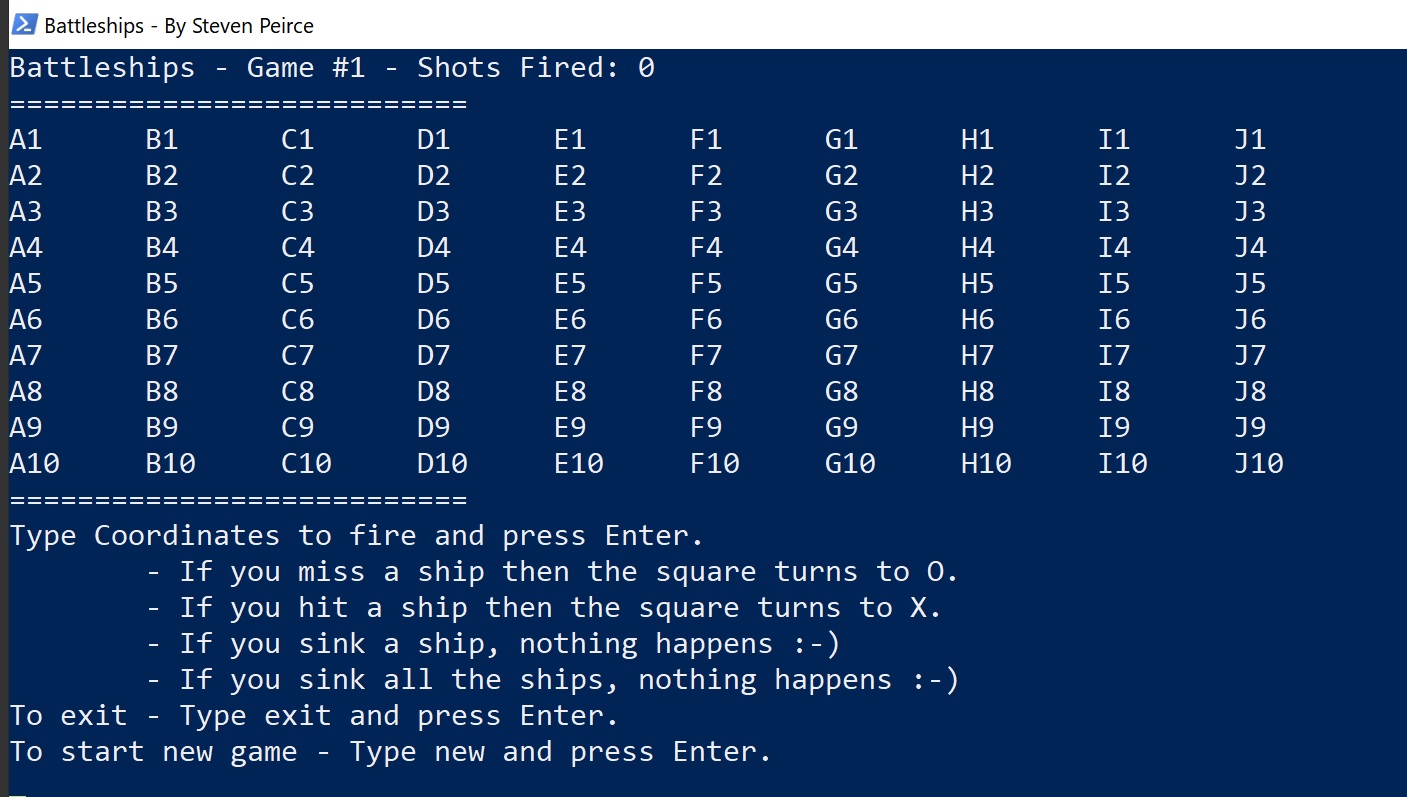 Battleships - By Steven Peirce
Battleships - Game #1 - Shots Fired: 0
===========================
A1 B1 C1 D1 E1 F1 G1 H1 I1 J1
A2 B2 C2 D2 E2 F2 G2 H2 I2 J2
A3 B3 C3 D3 E3 F3 G3 H3 I3 J3
A4 B4 C4 D4 E4 F4 G4 H4 I4 J4
A5 B5 C5 D5 E5 F5 G5 H5 I5 J5
A6 B6 C6 D6 E6 F6 G6 H6 I6 J6
A7 B7 C7 D7 E7 F7 G7 H7 I7 J7
A8 B8 C8 D8 E8 F8 G8 H8 I8 J8
A9 B9 C9 D9 E9 F9 G9 H9 I9 J9
A10 B10 C10 D10 E10 F10 G10 H10 I10 J10
===========================
Type Coordinates to fire and press Enter.
- If you miss a ship then the square turns to O.
- If you hit a ship then the square turns to X.
- If you sink a ship, nothing happens :-)
- If you sink all the ships, nothing happens :-)
To exit - Type exit and press Enter.
To start new game - Type new and press Enter.